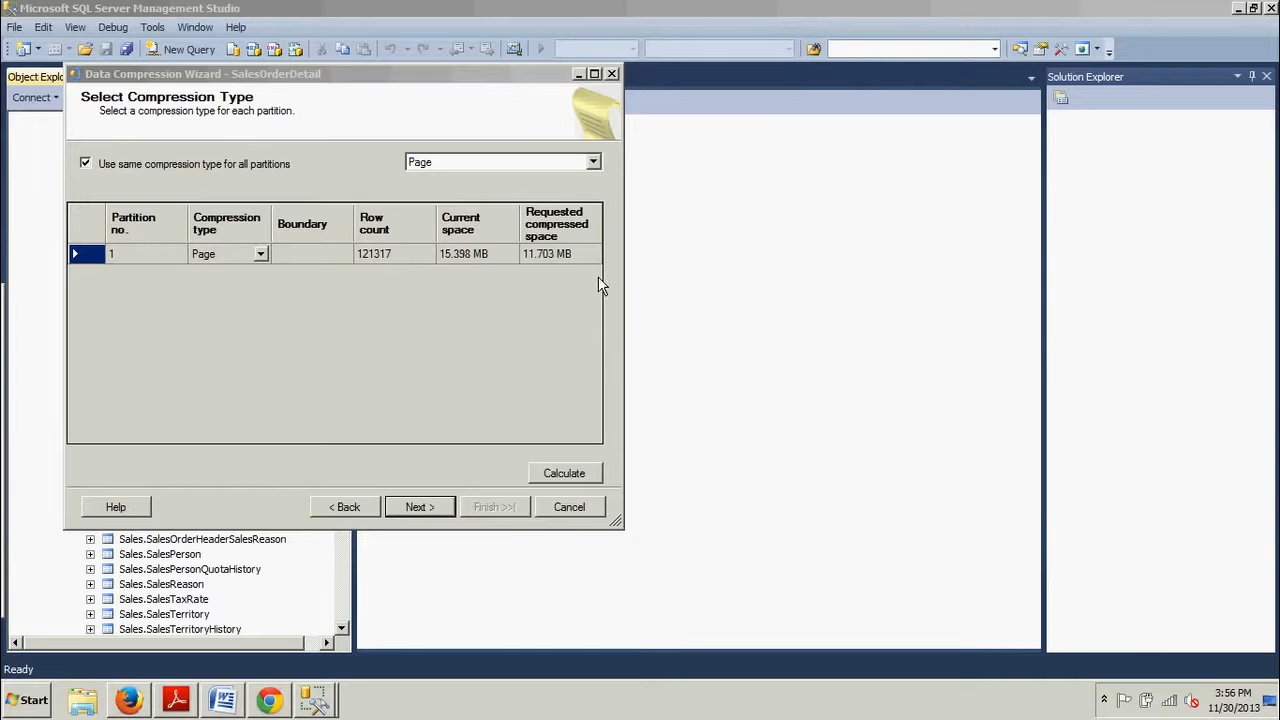 Microsoft SQL Server Management Studio
File Edit View Debug Tools Window Help
New Query
Object Explo
Connect
Data Compression Wizard - SalesOrderDetail
Select Compression Type
Select a compression type for each partition.
Use same compression type for all partitions
Page
Partition no. Compression type Boundary Row count Current space Requested compressed space
1 Page 121317 15.398 MB 11.703 MB
Calculate
Help < Back Next > Finish >>| Cancel
Sales.SalesOrderHeaderSalesReason
Sales.SalesPerson
Sales.SalesPersonQuotaHistory
Sales.SalesReason
Sales.SalesTaxRate
Sales.SalesTerritory
Sales.SalesTerritoryHistory
Solution Explorer
Ready
Start
3:56 PM
11/30/2013